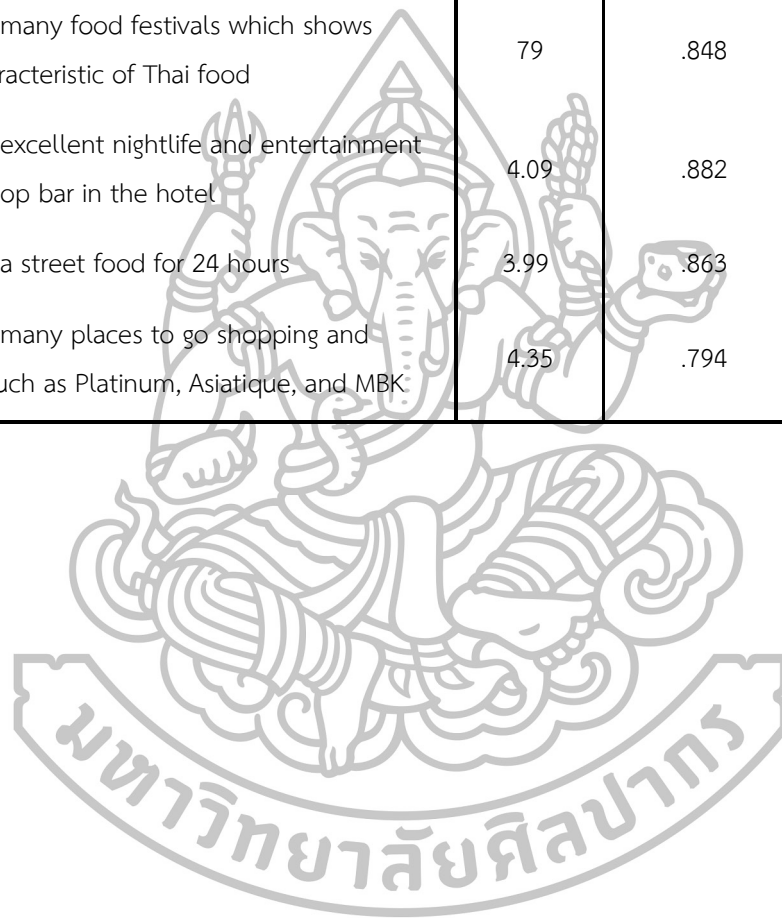 many food festivals which shows
racteristic of Thai food 79 .848
excellent nightlife and entertainment
op bar in the hotel 4.09 .882
a street food for 24 hours 3.99 .863
many places to go shopping and
uch as Platinum, Asiatique, and MBK 4.35 .794
มหาวิทยาลัยศิลปากร